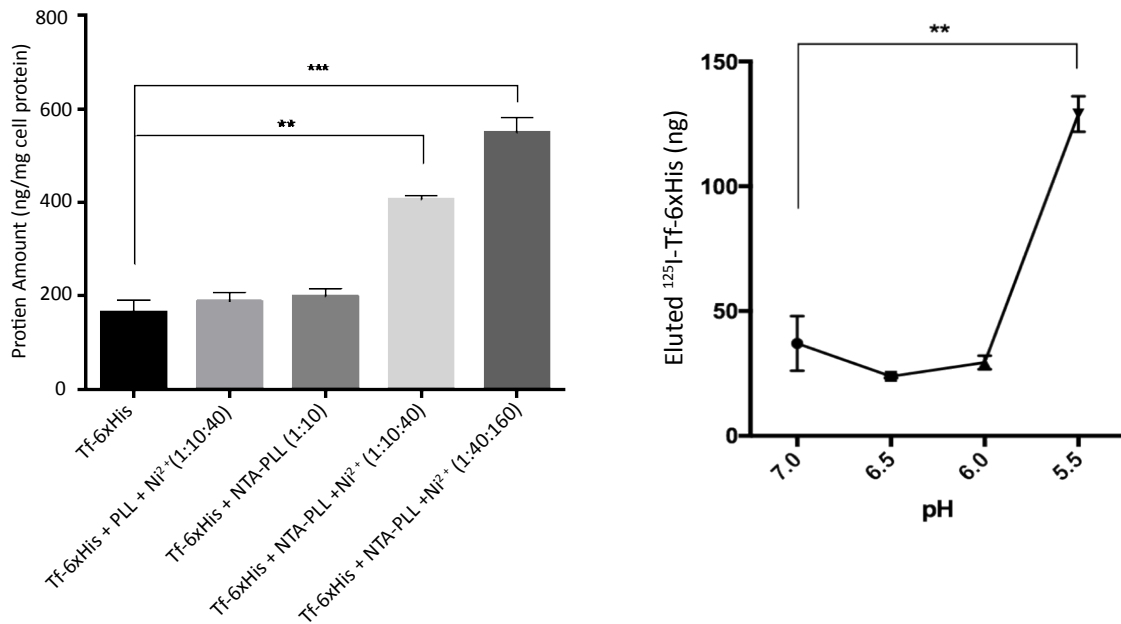 Protien Amount (ng/mg cell protein)
800
600
400
200
0
***
**
Tf-6xHis
Tf-6xHis + PLL + Ni²⁺(1:10:40)
Tf-6xHis + NTA-PLL (1:10)
Tf-6xHis + NTA-PLL +Ni²⁺ (1:10:40)
Tf-6xHis + NTA-PLL +Ni²⁺ (1:40:160)
Eluted ¹²⁵I-Tf-6xHis (ng)
150
100
50
0
**
7.0
6.5
6.0
5.5
pH